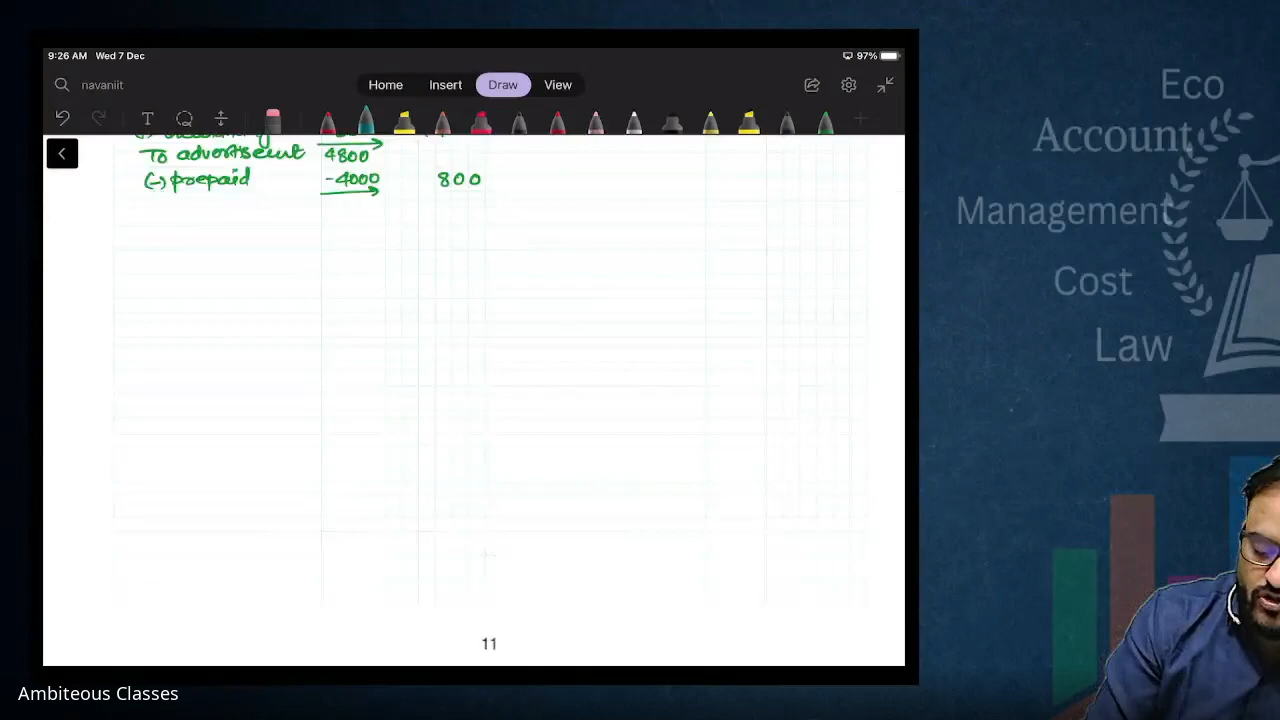 9:26 AM Wed 7 Dec
97%
navaniit
Home Insert Draw View
To advertisemt 4800
(-) prepaid -4000 800
11
Eco
Account
Management
Cost
Law
Ambiteous Classes